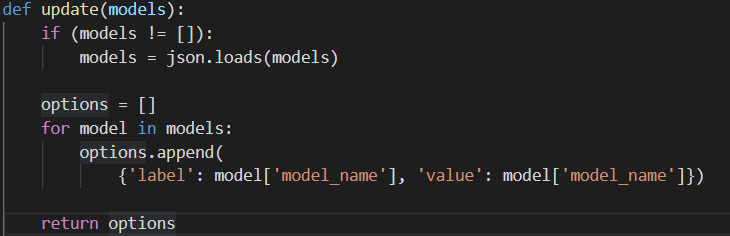 def update(models):
    if (models != []):
        models = json.loads(models)

    options = []
    for model in models:
        options.append(
            {'label': model['model_name'], 'value': model['model_name']})

    return options